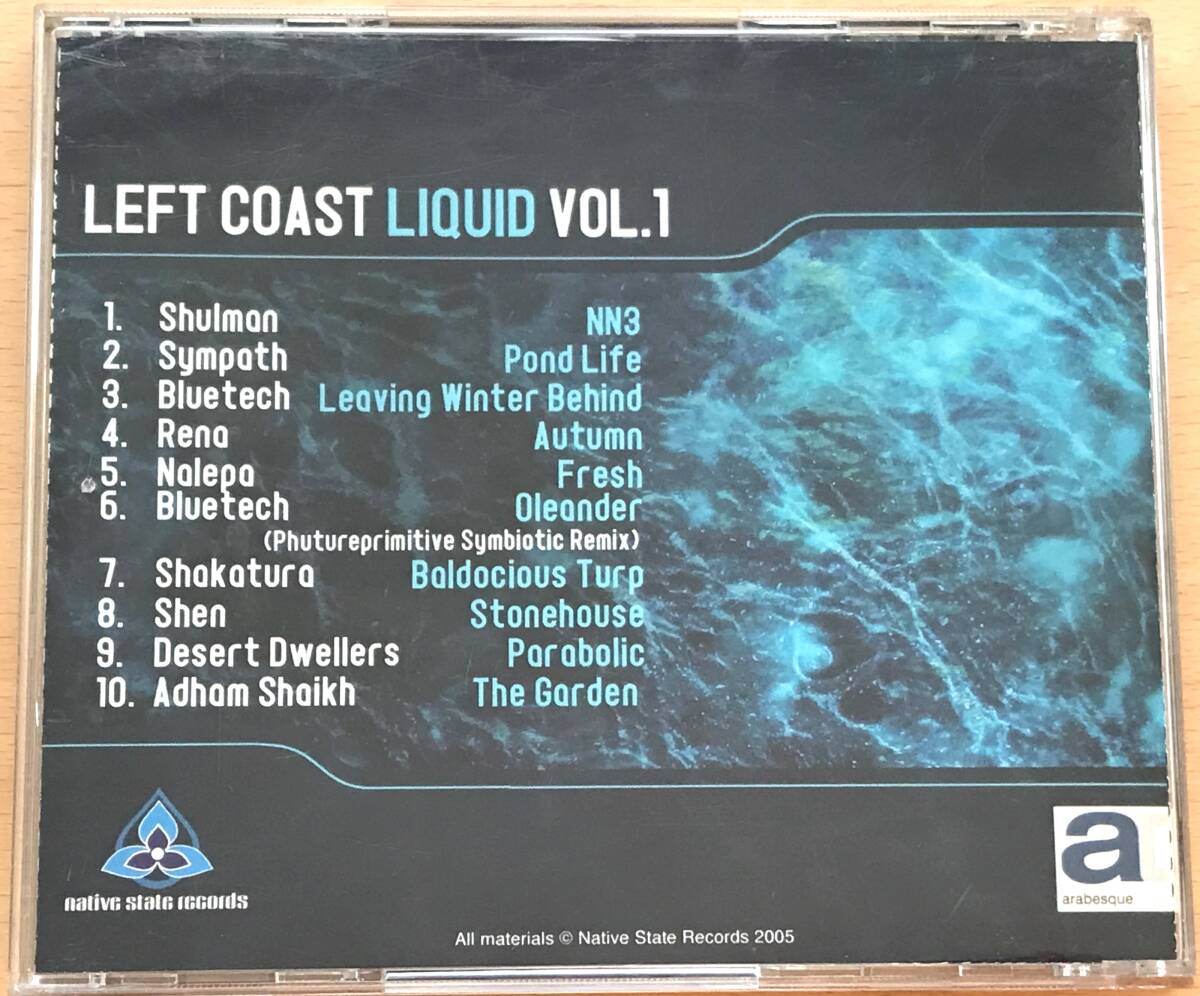 LEFT COAST LIQUID VOL.1
1. Shulman NN3
2. Sympath Pond Life
3. Bluetech Leaving Winter Behind
4. Rena Autumn
5. Nalepa Fresh
6. Bluetech Oleander
(Phutureprimitive Symbiotic Remix)
7. Shakatura Baldocious Turp
8. Shen Stonehouse
9. Desert Dwellers Parabolic
10. Adham Shaikh The Garden
native state records
a
arabesque
All materials © Native State Records 2005